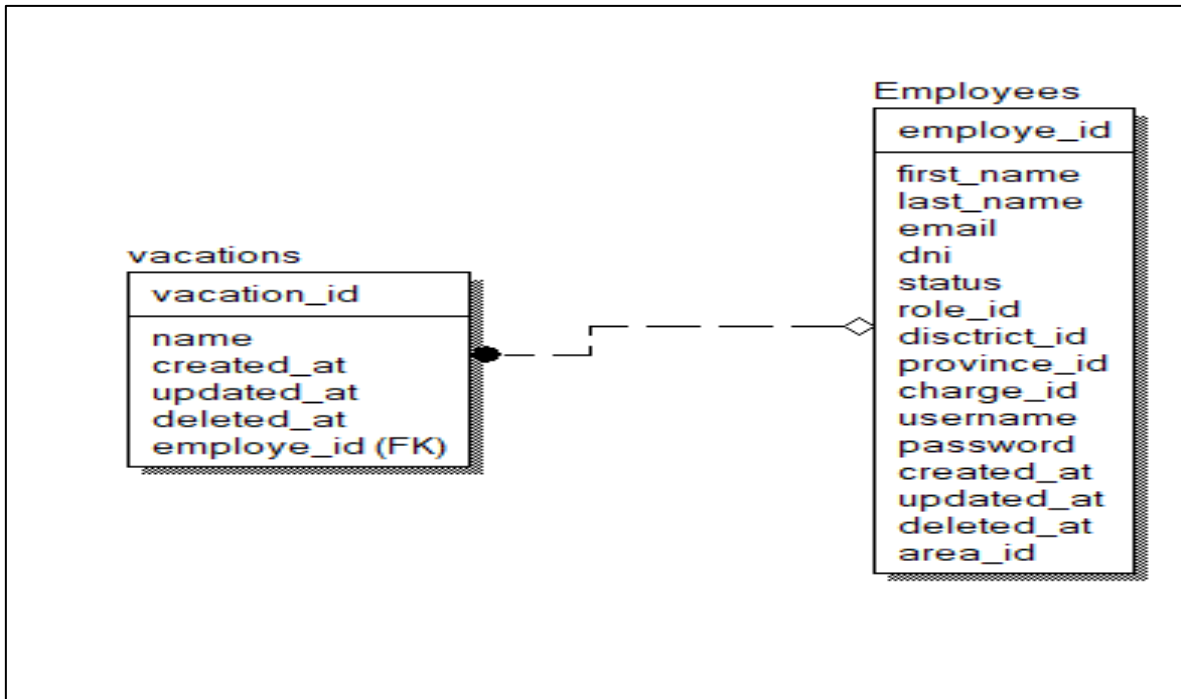 vacations
vacation_id
name
created_at
updated_at
deleted_at
employe_id (FK)
Employees
employe_id
first_name
last_name
email
dni
status
role_id
disctrict_id
province_id
charge_id
username
password
created_at
updated_at
deleted_at
area_id